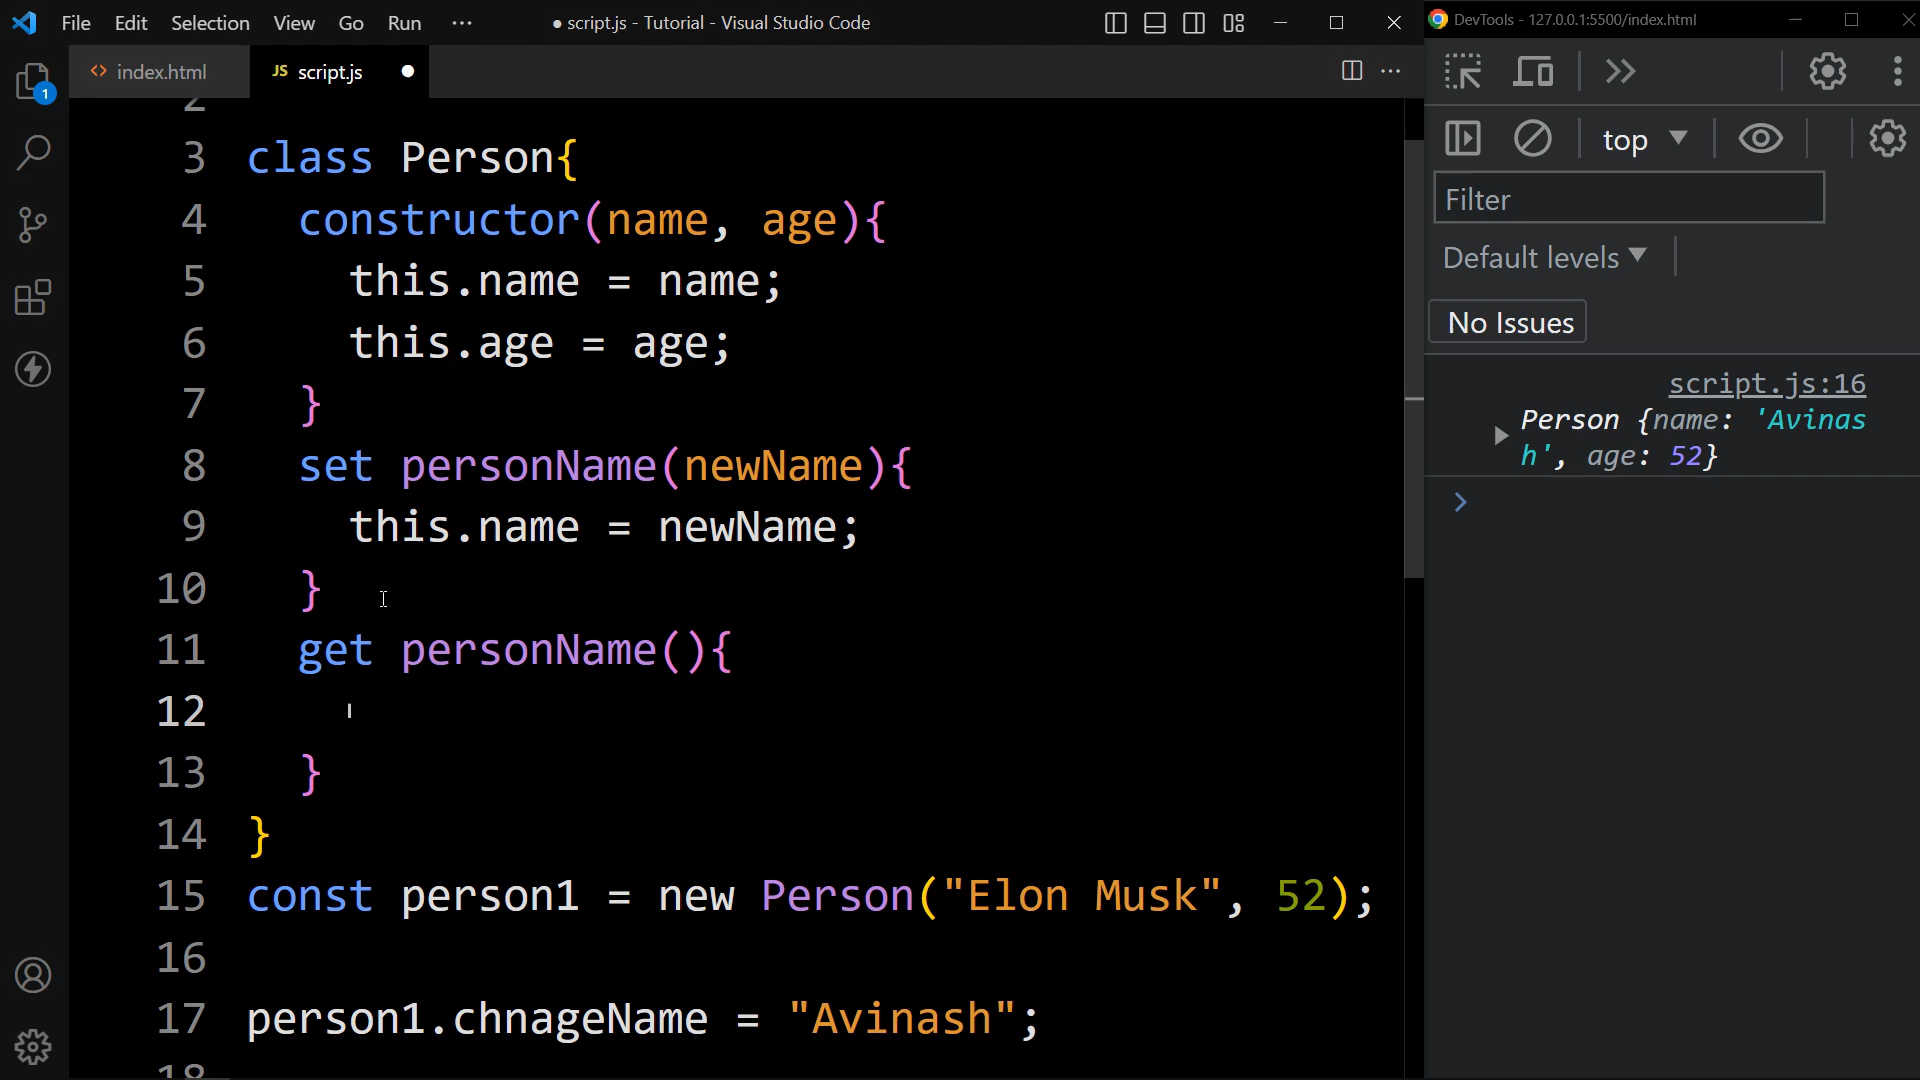 File Edit Selection View Go Run ··· ● script.js - Tutorial - Visual Studio Code
DevTools - 127.0.0.1:5500/index.html
<> index.html JS script.js ●
1
top
Filter
Default levels
No Issues
script.js:16
Person {name: 'Avinas
h', age: 52}
2
3 class Person{
4 constructor(name, age){
5 this.name = name;
6 this.age = age;
7 }
8 set personName(newName){
9 this.name = newName;
10 }
11 get personName(){
12
13 }
14 }
15 const person1 = new Person("Elon Musk", 52);
16
17 person1.chnageName = "Avinash";
18